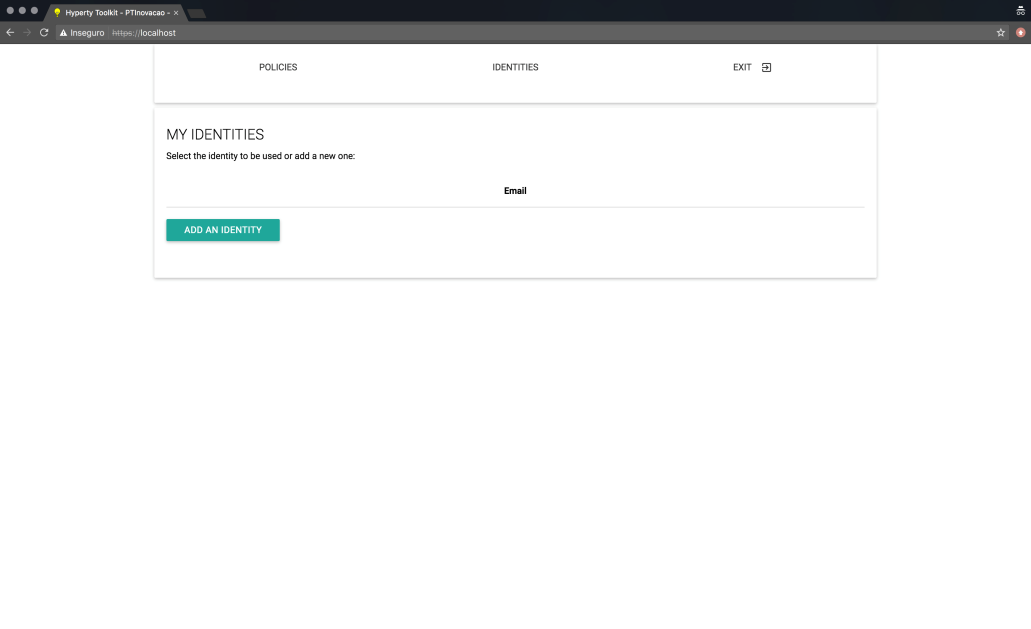 Hyperty Toolkit - PTInovacao -
Inseguro https://localhost
POLICIES IDENTITIES EXIT
MY IDENTITIES
Select the identity to be used or add a new one:
Email
ADD AN IDENTITY